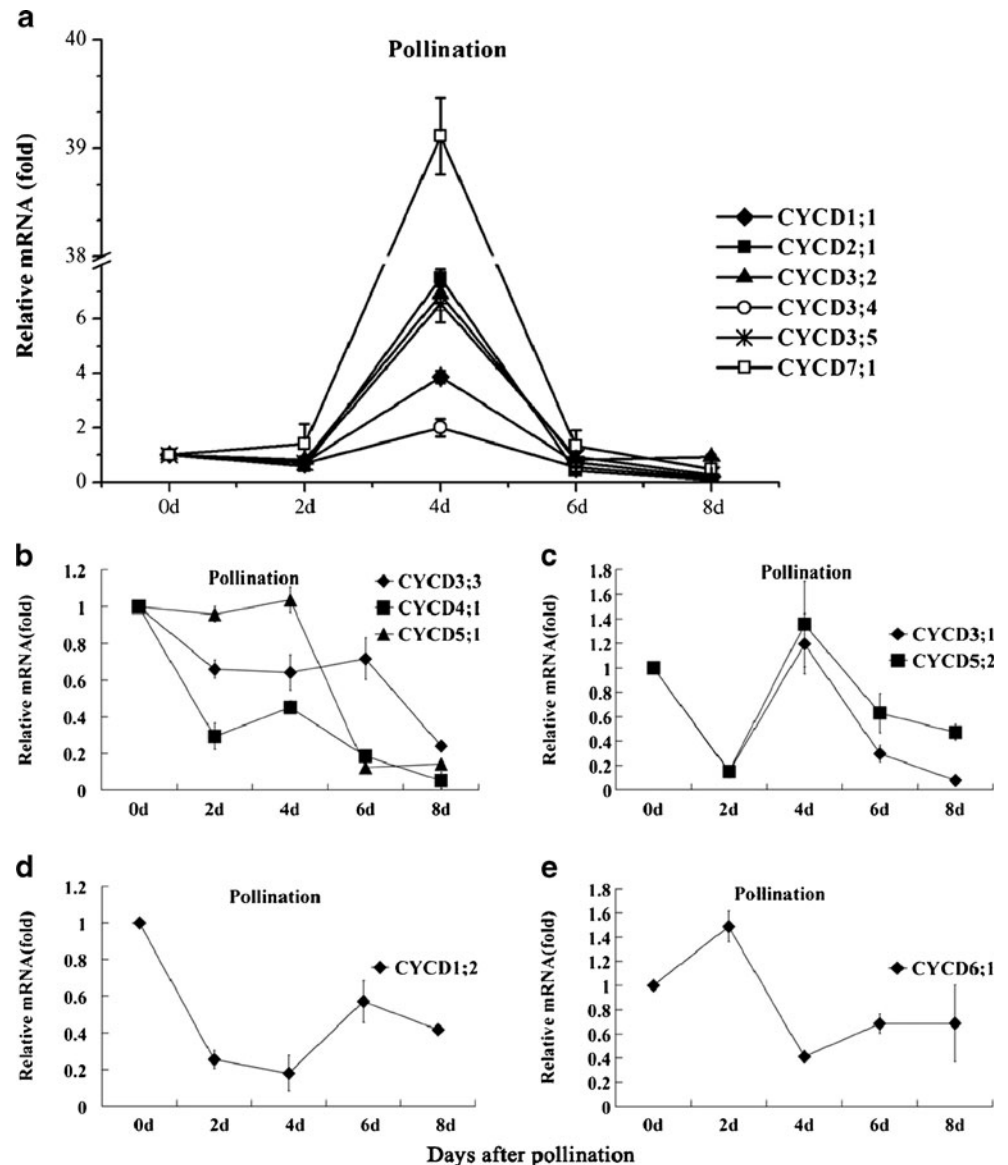 a
Pollination
Relative mRNA (fold)
40
39
38
6
4
2
0
0d 2d 4d 6d 8d
CYCD1;1
CYCD2;1
CYCD3;2
CYCD3;4
CYCD3;5
CYCD7;1
b
Pollination
Relative mRNA(fold)
1.2
1
0.8
0.6
0.4
0.2
0
0d 2d 4d 6d 8d
CYCD3;3
CYCD4;1
CYCD5;1
c
Pollination
Relative mRNA(fold)
1.8
1.6
1.4
1.2
1
0.8
0.6
0.4
0.2
0
0d 2d 4d 6d 8d
CYCD3;1
CYCD5;2
d
Pollination
Relative mRNA(fold)
1.2
1
0.8
0.6
0.4
0.2
0
0d 2d 4d 6d 8d
CYCD1;2
e
Pollination
Relative mRNA(fold)
1.8
1.6
1.4
1.2
1
0.8
0.6
0.4
0.2
0
0d 2d 4d 6d 8d
CYCD6;1
Days after pollination